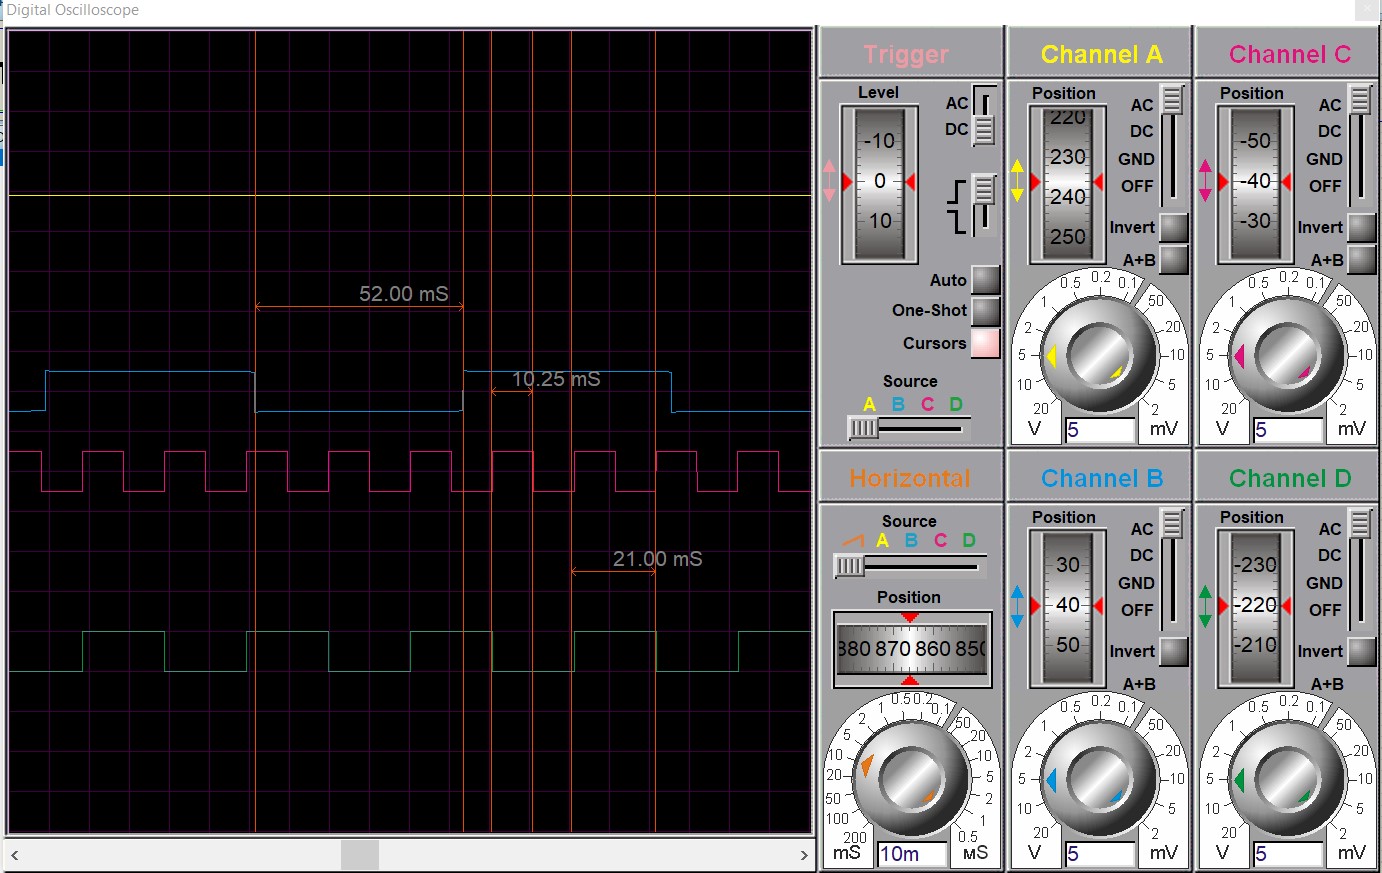 Digital Oscilloscope
52.00 mS
10.25 mS
21.00 mS
Trigger
Level
-10
0
10
AC
DC
Auto
One-Shot
Cursors
Source
A B C D
Channel A
Position
220
230
240
250
AC
DC
GND
OFF
Invert
A+B
20 10 5 2 1 0.5 0.2 0.1 50 20 10 5 2
V
5
mV
Channel C
Position
-50
-40
-30
AC
DC
GND
OFF
Invert
A+B
20 10 5 2 1 0.5 0.2 0.1 50 20 10 5 2
V
5
mV
Horizontal
Source
A B C D
Position
880 870 860 850
200 100 50 20 10 5 2 1 0.5 0.2 0.1 50 20 10 5 2 1 0.5
mS
10m
µS
Channel B
Position
30
40
50
AC
DC
GND
OFF
Invert
A+B
20 10 5 2 1 0.5 0.2 0.1 50 20 10 5 2
V
5
mV
Channel D
Position
-230
-220
-210
AC
DC
GND
OFF
Invert
A+B
20 10 5 2 1 0.5 0.2 0.1 50 20 10 5 2
V
5
mV